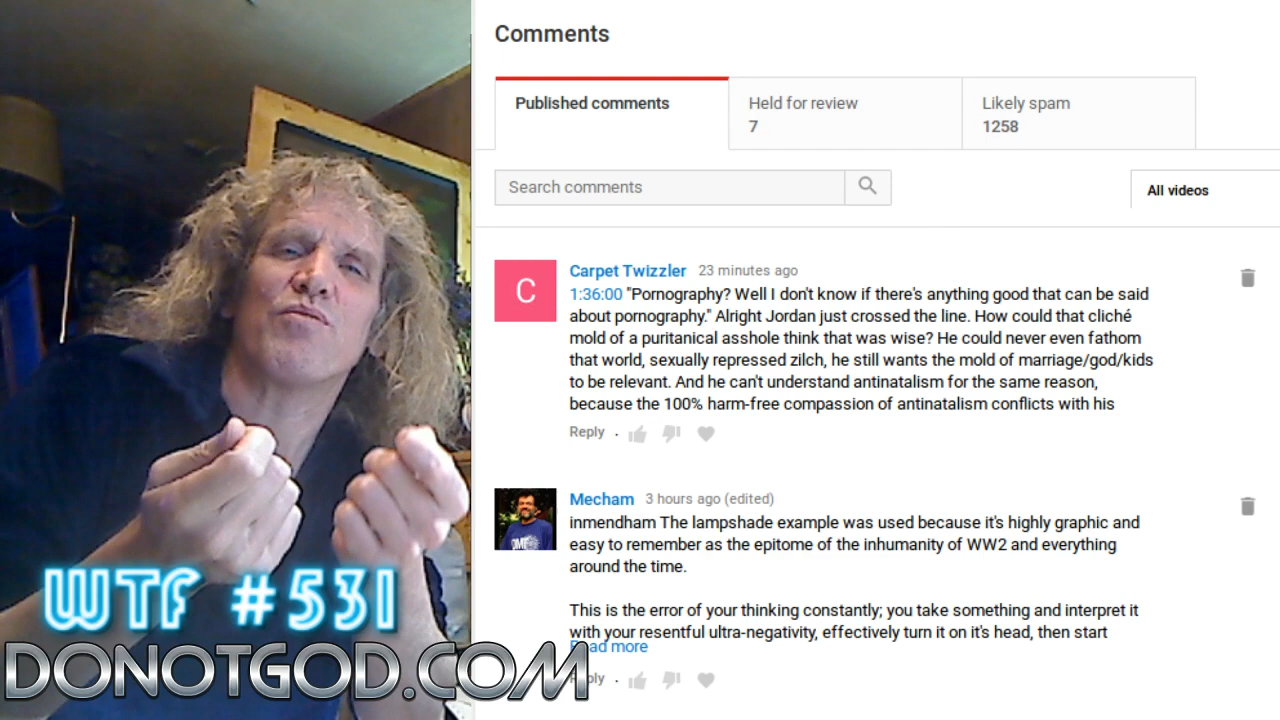 Comments
Published comments
Held for review
7
Likely spam
1258
Search comments
All videos
C
Carpet Twizzler 23 minutes ago
1:36:00 "Pornography? Well I don't know if there's anything good that can be said
about pornography." Alright Jordan just crossed the line. How could that cliché
mold of a puritanical asshole think that was wise? He could never even fathom
that world, sexually repressed zilch, he still wants the mold of marriage/god/kids
to be relevant. And he can't understand antinatalism for the same reason,
because the 100% harm-free compassion of antinatalism conflicts with his
Reply
Mecham 3 hours ago (edited)
inmendham The lampshade example was used because it's highly graphic and
easy to remember as the epitome of the inhumanity of WW2 and everything
around the time.
This is the error of your thinking constantly; you take something and interpret it
with your resentful ultra-negativity, effectively turn it on it's head, then start
Read more
Reply
WTF #531
DONOTGOD.COM